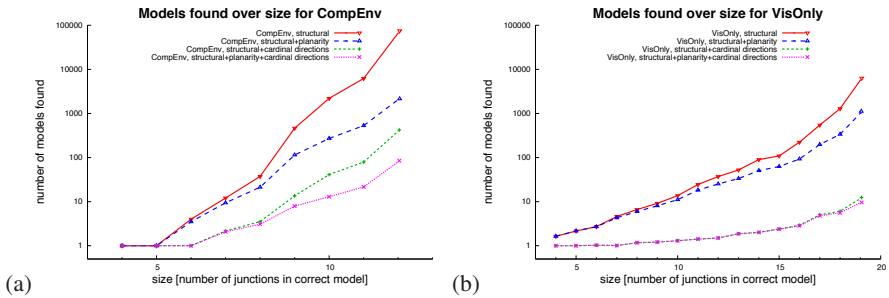 Models found over size for CompEnv
100000
10000
1000
100
10
1
number of models found
CompEnv, structural
CompEnv, structural+planarity
CompEnv, structural+cardinal directions
CompEnv, structural+planarity+cardinal directions
5
10
size [number of junctions in correct model]
(a)
Models found over size for VisOnly
100000
10000
1000
100
10
1
number of models found
VisOnly, structural
VisOnly, structural+planarity
VisOnly, structural+cardinal directions
VisOnly, structural+planarity+cardinal directions
5
10
15
20
size [number of junctions in correct model]
(b)